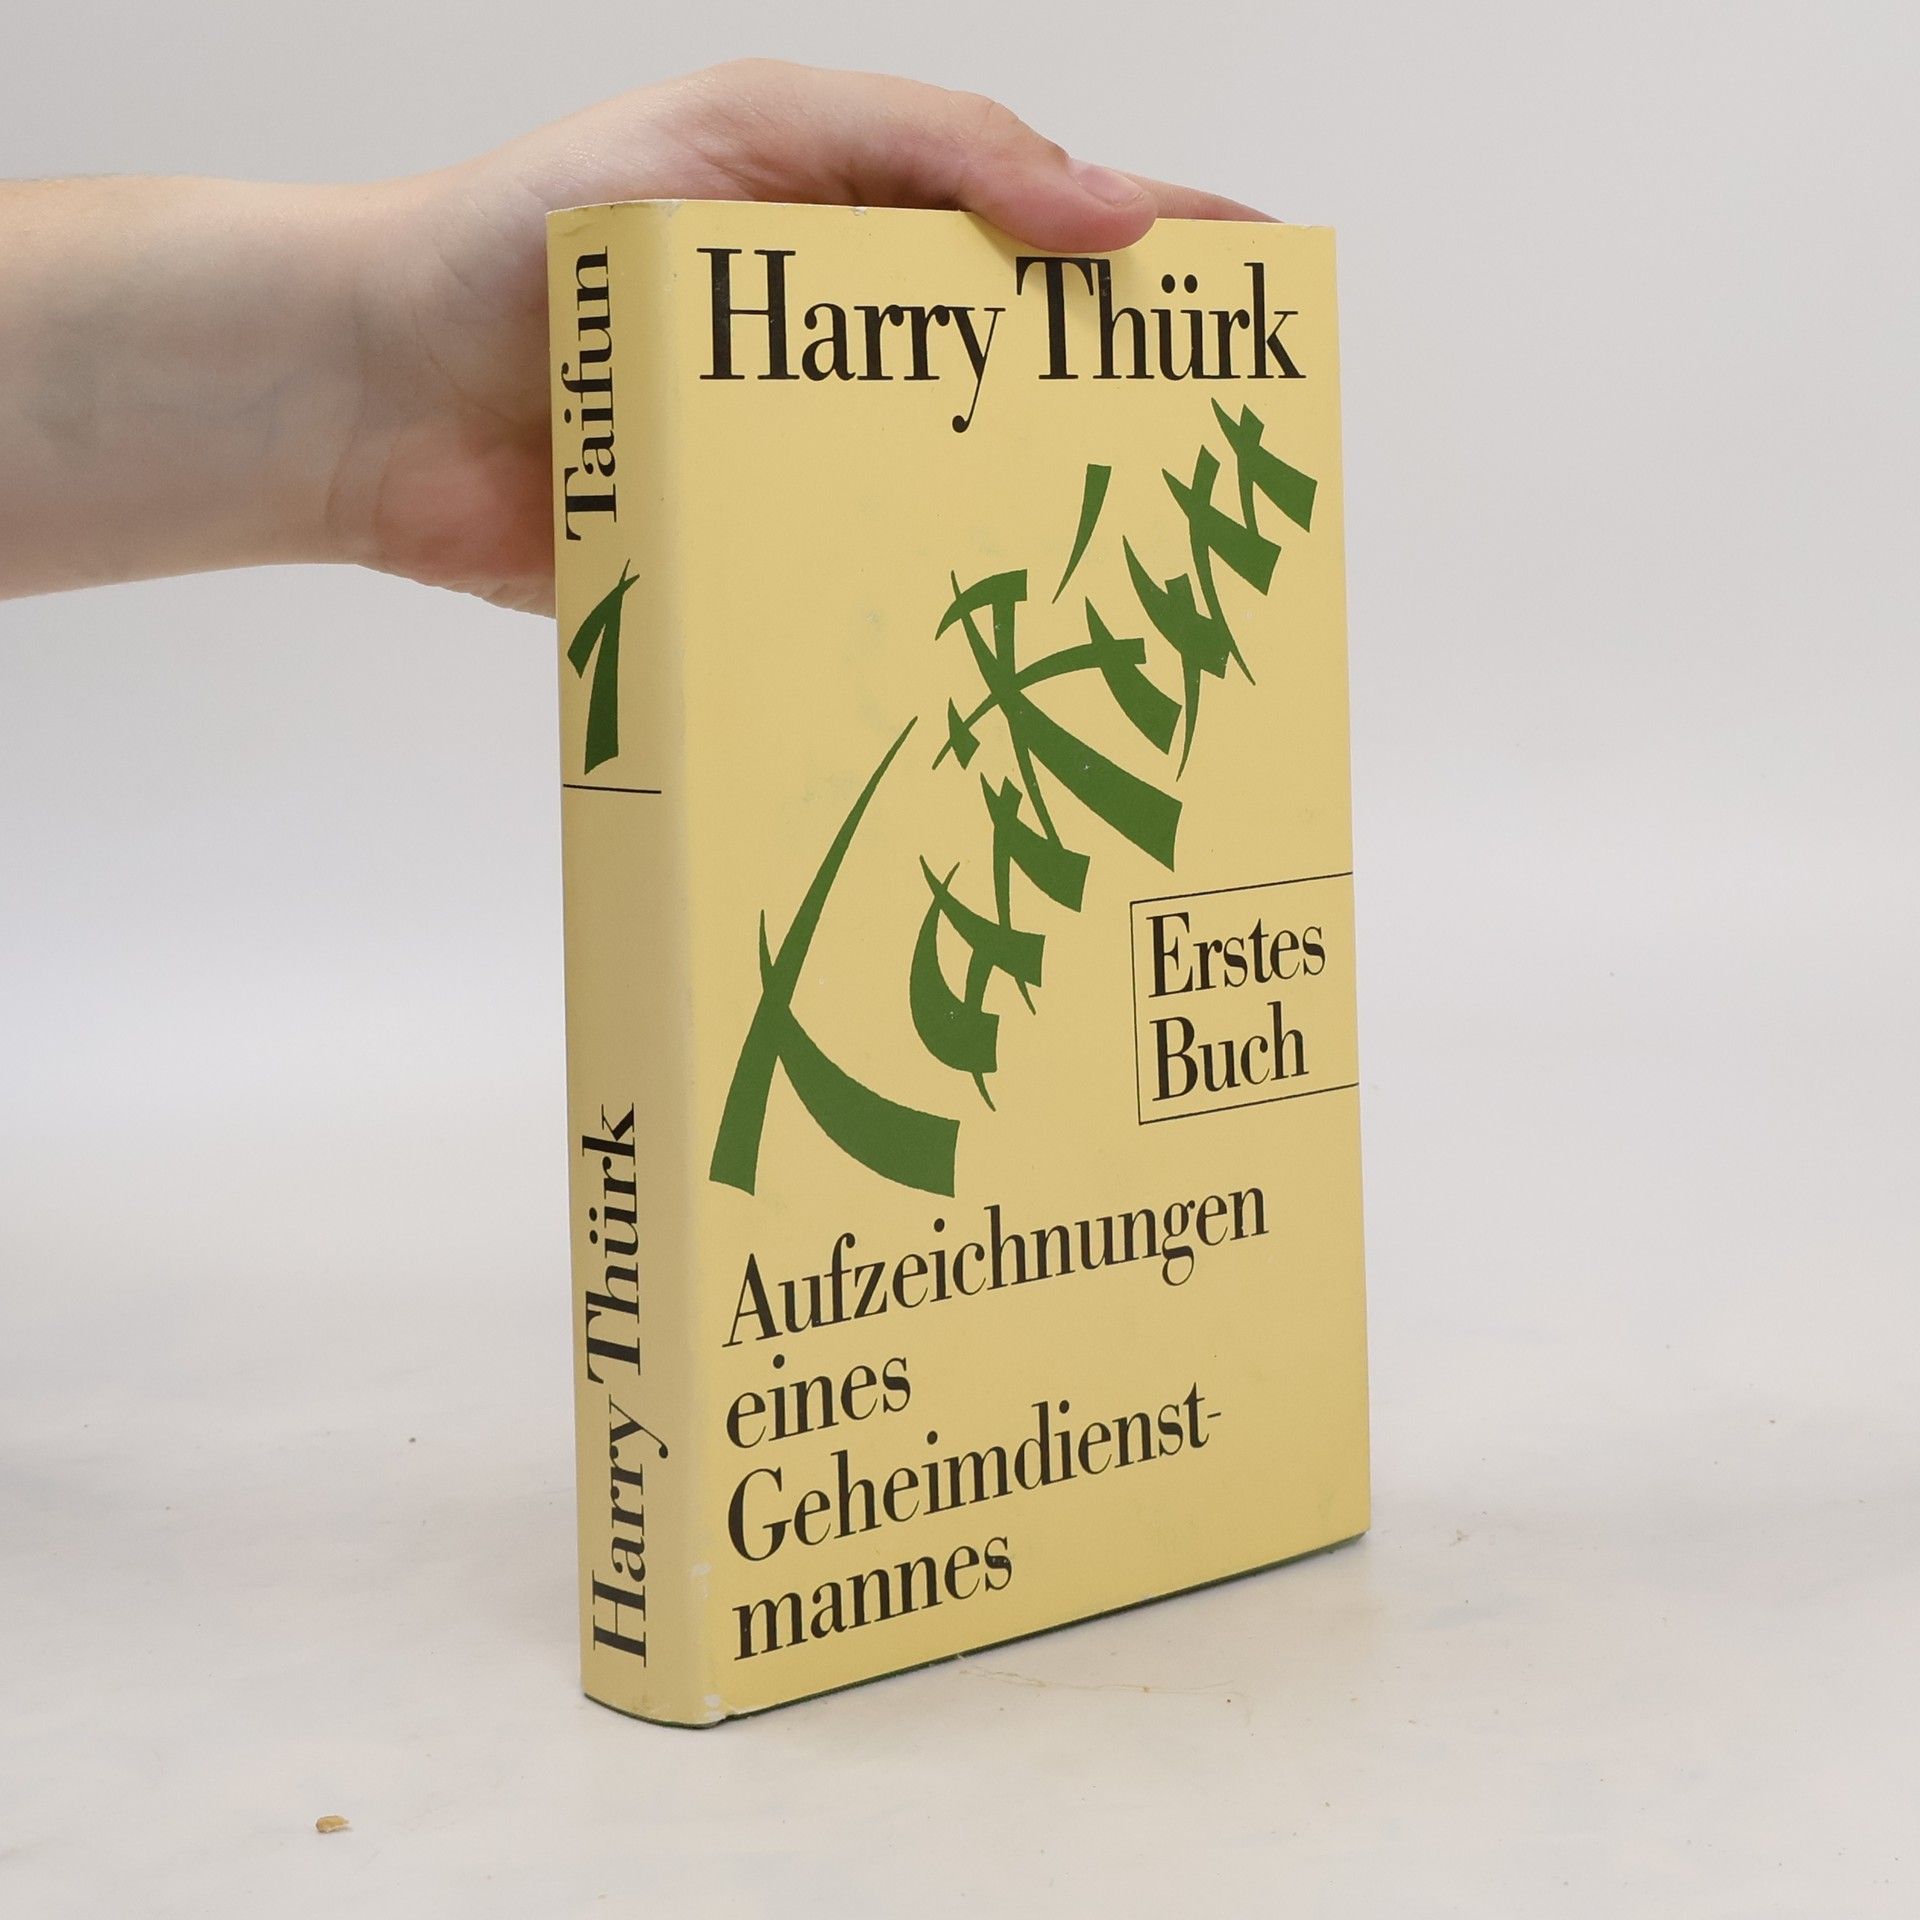 Harry Thürk
Taifun
Erstes
Buch
Aufzeichnungen
eines
Geheimdienst-
mannes
Harry Thürk
1 Taifun